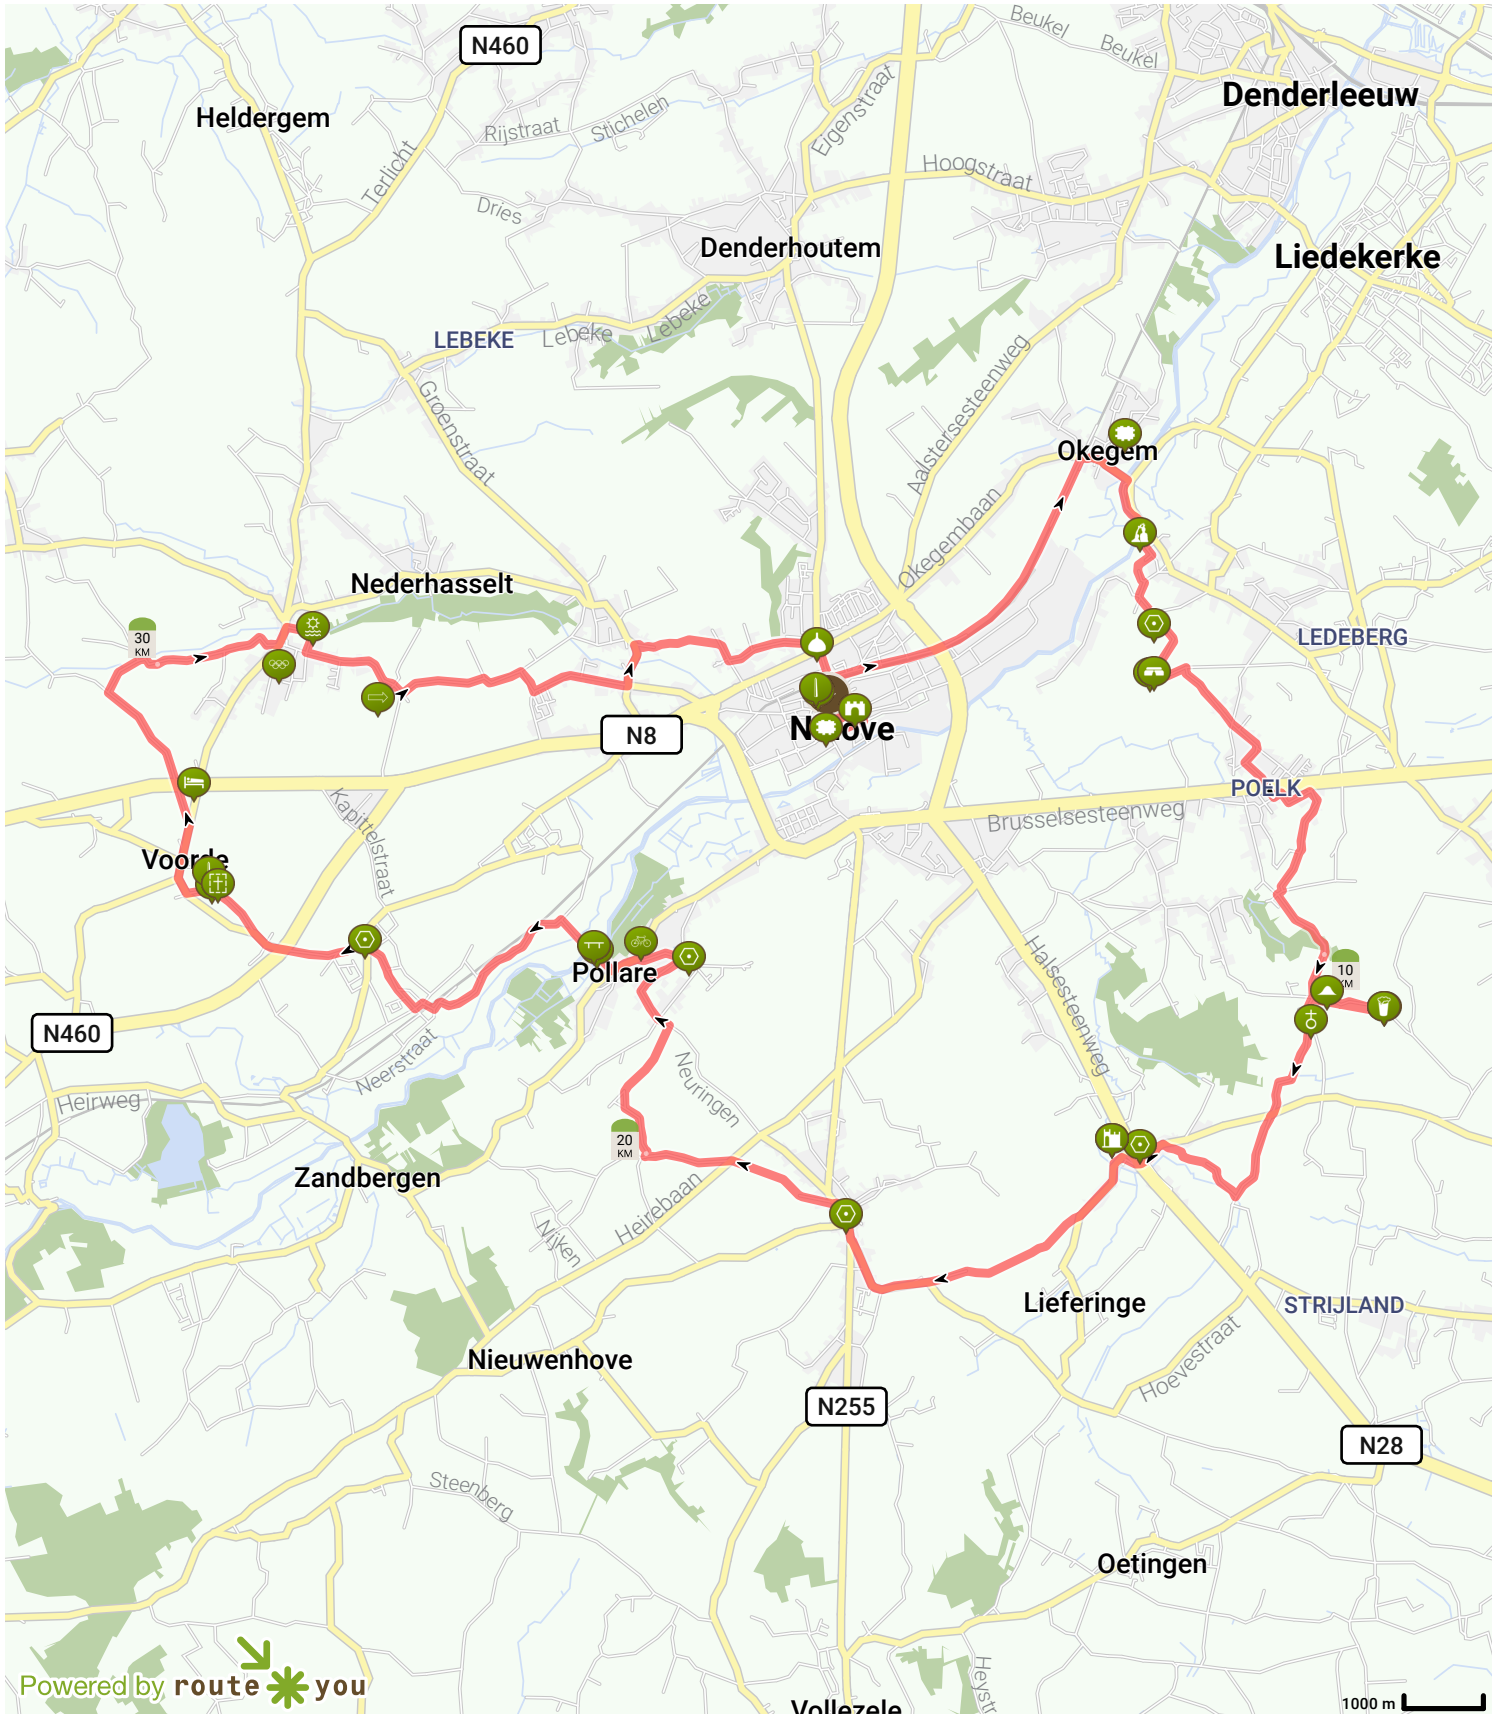 Beukel
Beukel
N460
Denderleeuw
Heldergem
Eigenstraat
Stichelen
Rijstraat
Terlicht
Hoogstraat
Dries
Denderhoutem
Liedekerke
Lebeke
LEBEKE
Lebeke
Aalstersesteenweg
Groenstraat
Okegem
Okegembaan
Nederhasselt
LEDEBERG
30
KM
N8
POELK
Kapittelstraat
Brusselsesteenweg
Voorde
Halsesteenweg
Pollare
10
KM
N460
Neerstraat
Neuringen
Heirweg
20
KM
Zandbergen
Heirebaan
Nijken
Lieferinge
STRIJLAND
Hoevestraat
Nieuwenhove
N255
N28
Steenberg
Oetingen
Powered by route you
Vollezele
1000 m